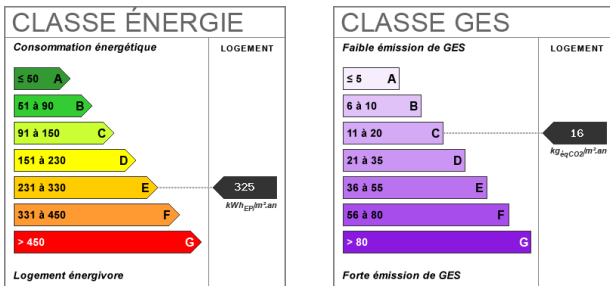 CLASSE ÉNERGIE
Consommation énergétique
LOGEMENT
≤ 50 A
51 à 90 B
91 à 150 C
151 à 230 D
231 à 330 E
325
kWhEP/m².an
331 à 450 F
> 450 G
Logement énergivore
CLASSE GES
Faible émission de GES
LOGEMENT
≤ 5 A
6 à 10 B
11 à 20 C
16
kgéqCO2/m².an
21 à 35 D
36 à 55 E
56 à 80 F
> 80 G
Forte émission de GES